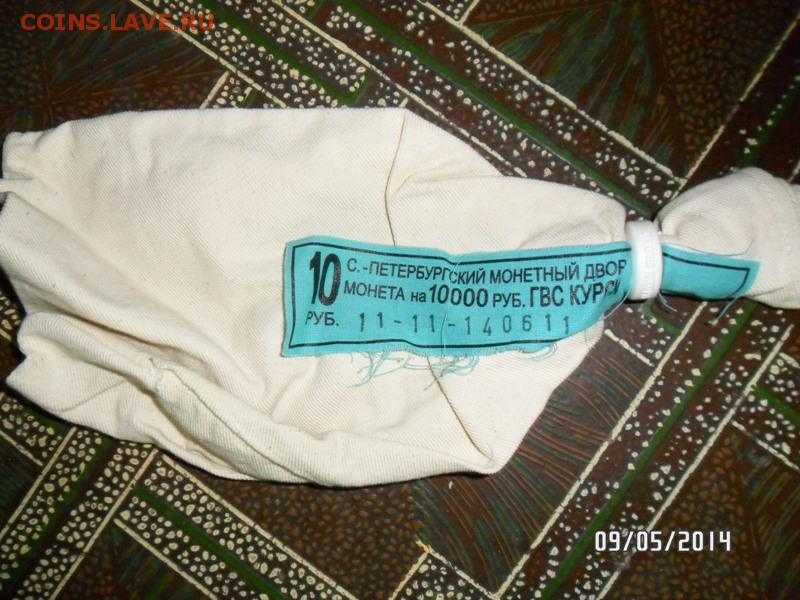 COINS.LAVE.RU
10 С.-ПЕТЕРБУРГСКИЙ МОНЕТНЫЙ ДВОР
МОНЕТА на 10000 РУБ. ГВС КУРСК
РУБ. 11-11-140611
09/05/2014